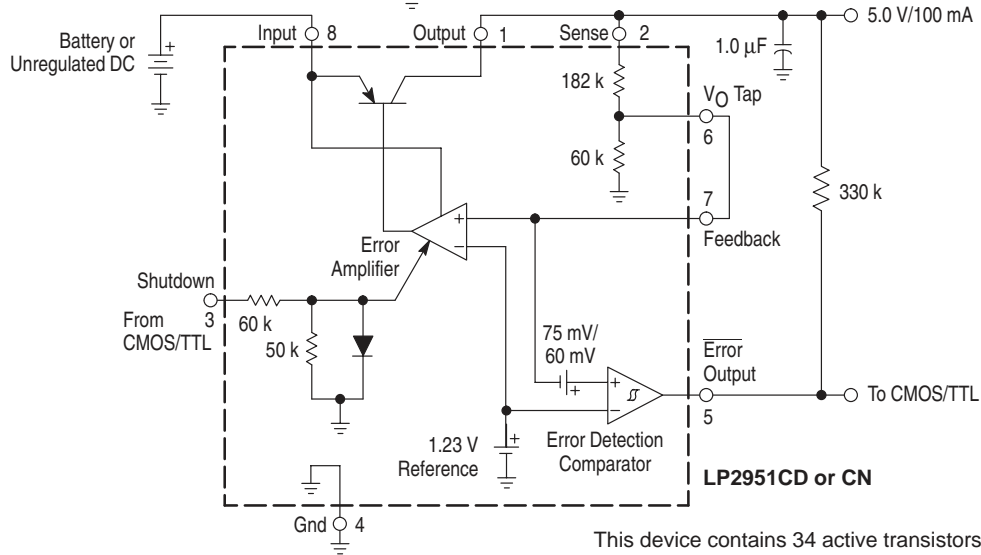 5.0 V/100 mA
Battery or
Unregulated DC
+
Input 8
Output 1
Sense 2
1.0 µF
182 k
VO Tap
6
60 k
330 k
7
Feedback
+
−
Error
Amplifier
Shutdown
3
From
CMOS/TTL
60 k
50 k
75 mV/
60 mV
+
+
−
Error
Output
5
To CMOS/TTL
1.23 V
Reference
+
Error Detection
Comparator
LP2951CD or CN
Gnd 4
This device contains 34 active transistors